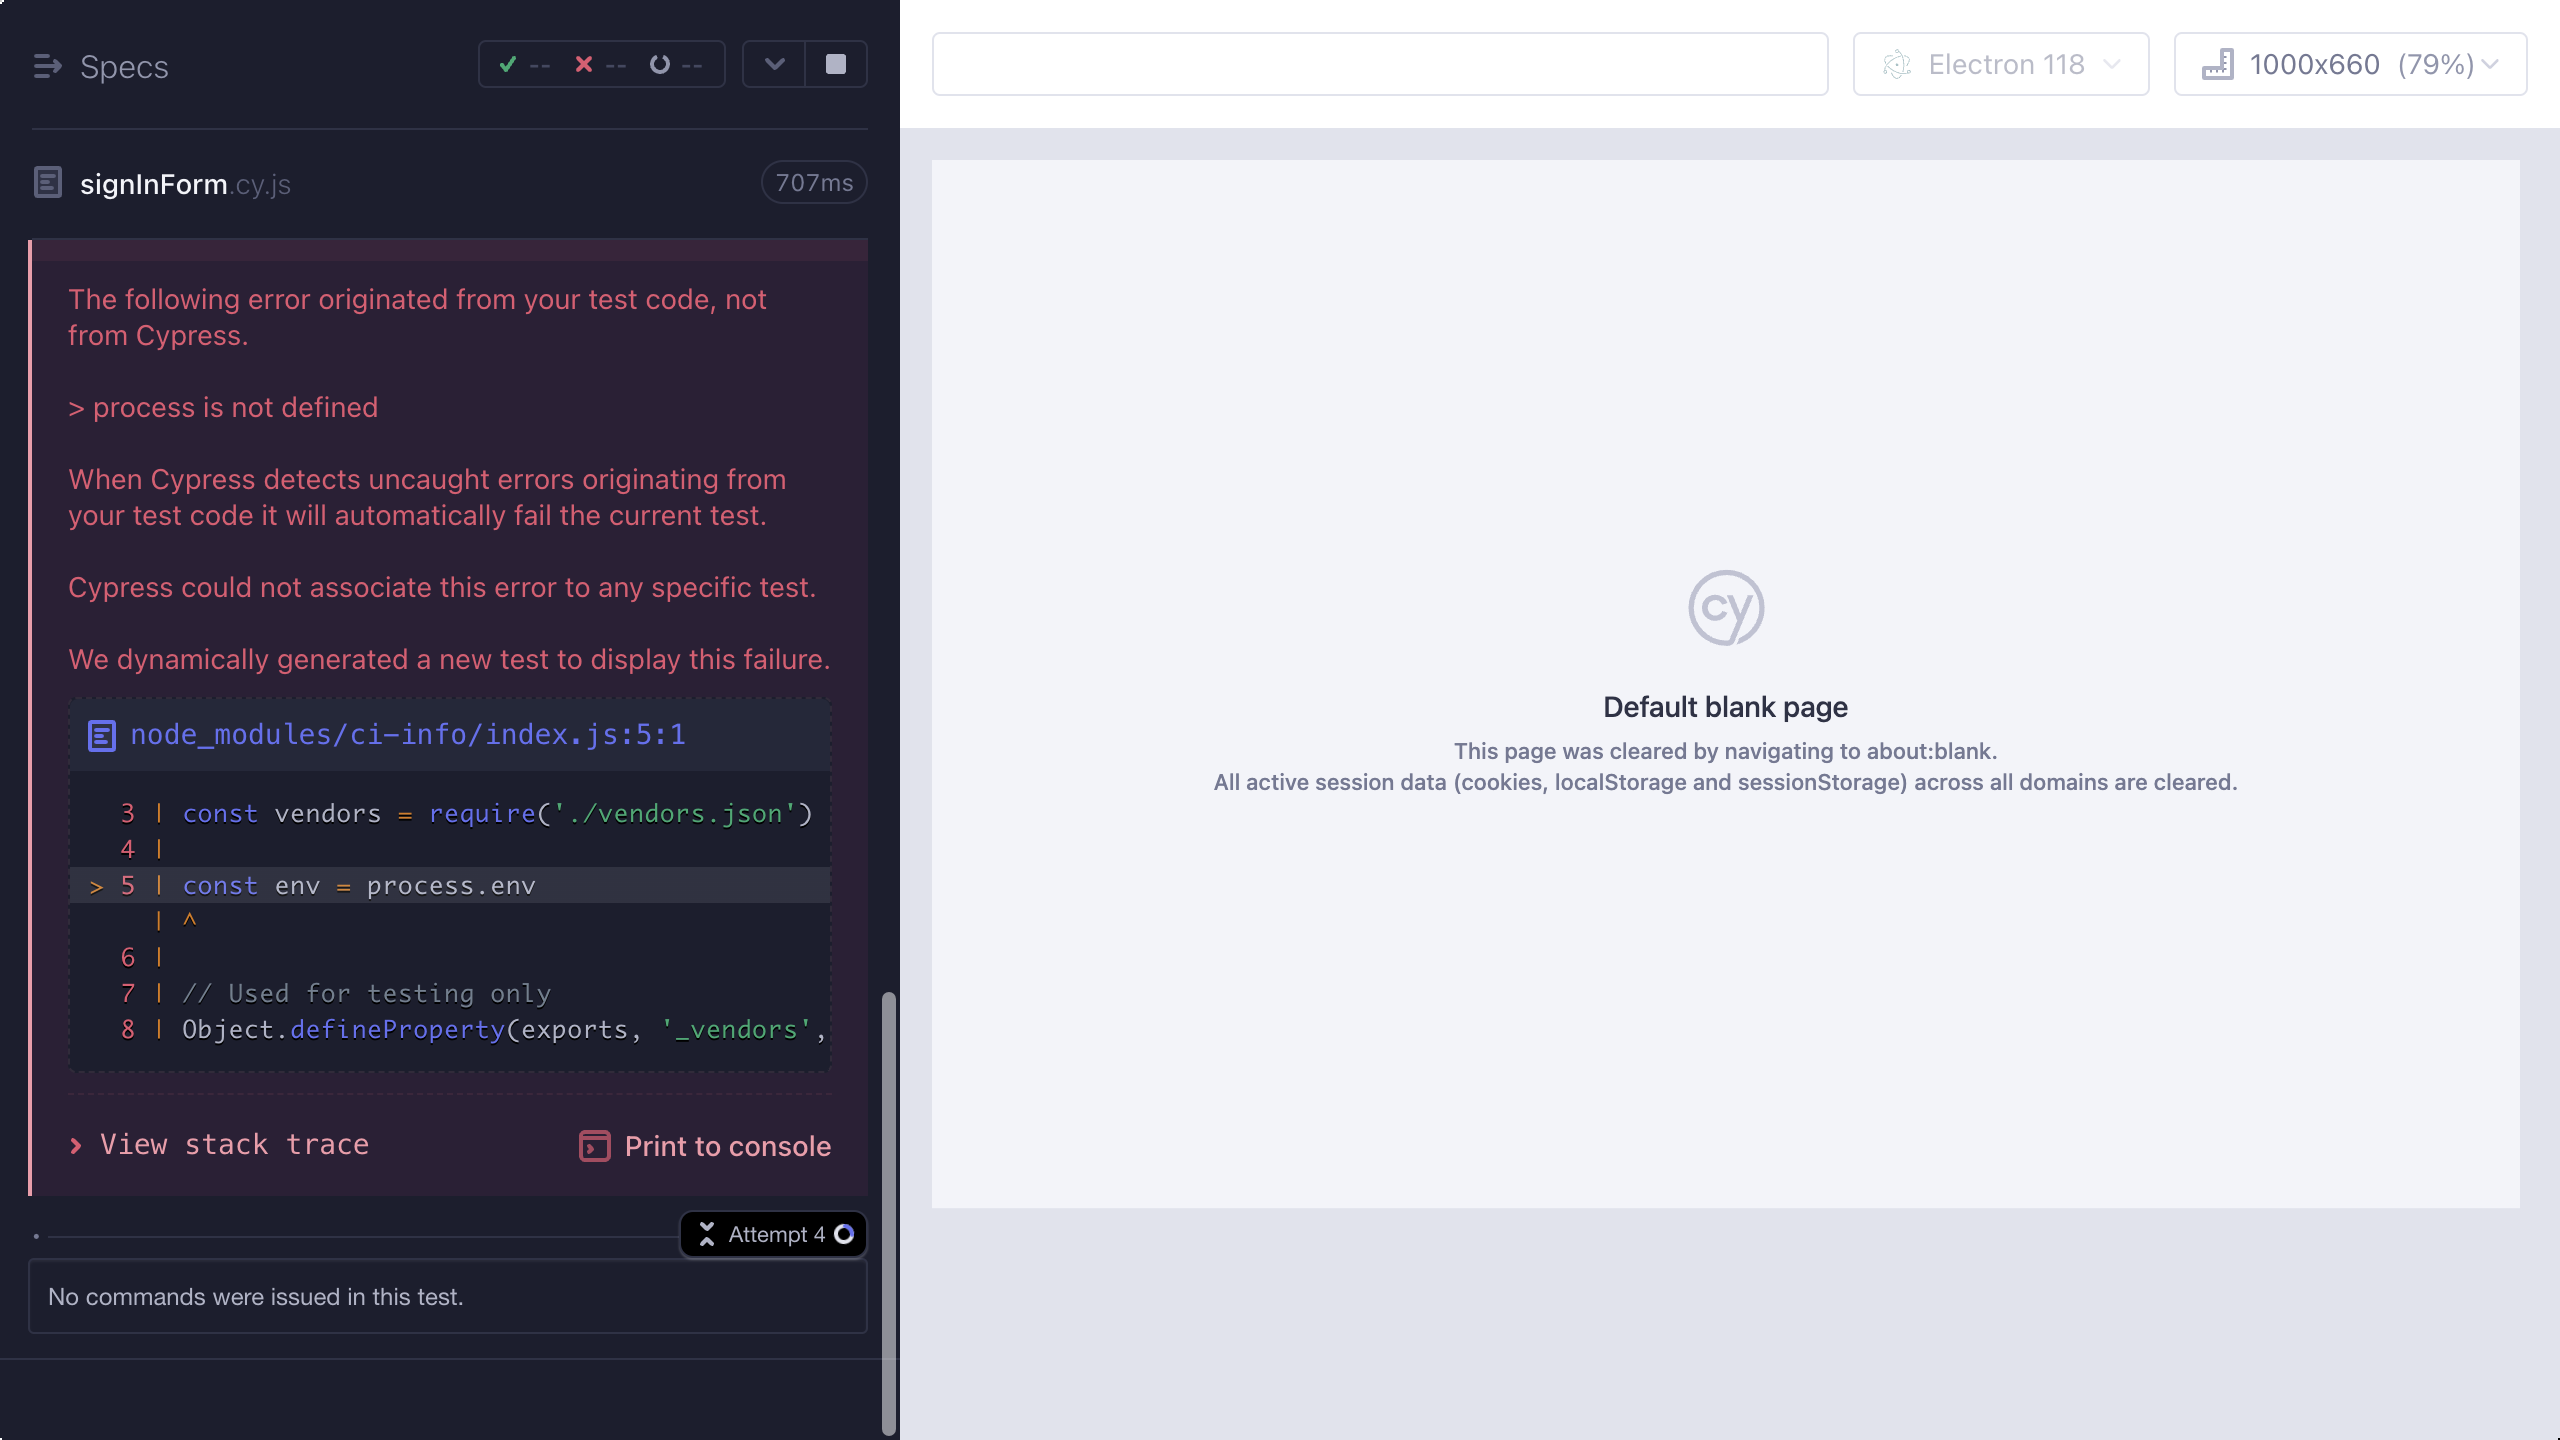 Specs
-- -- --
signInForm.cy.js
707ms
The following error originated from your test code, not
from Cypress.
> process is not defined
When Cypress detects uncaught errors originating from
your test code it will automatically fail the current test.
Cypress could not associate this error to any specific test.
We dynamically generated a new test to display this failure.
node_modules/ci-info/index.js:5:1
3 | const vendors = require('./vendors.json')
4 |
> 5 | const env = process.env
| ^
6 |
7 | // Used for testing only
8 | Object.defineProperty(exports, '_vendors',
View stack trace
Print to console
Attempt 4
No commands were issued in this test.
Electron 118
1000x660 (79%)
cy
Default blank page
This page was cleared by navigating to about:blank.
All active session data (cookies, localStorage and sessionStorage) across all domains are cleared.